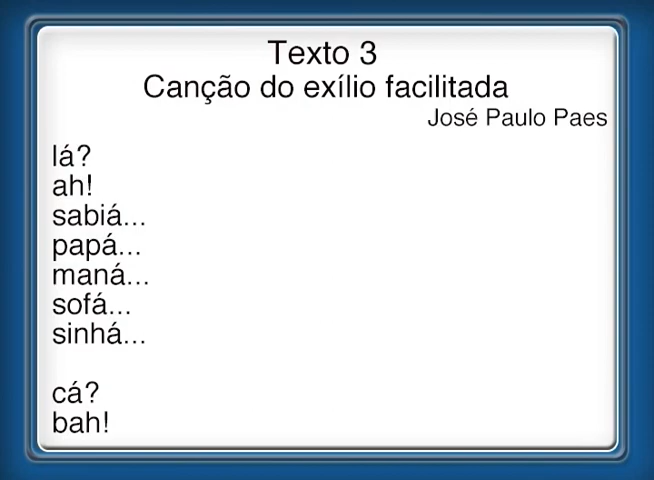 Texto 3
Canção do exílio facilitada
José Paulo Paes
lá?
ah!
sabiá...
papá...
maná...
sofá...
sinhá...
cá?
bah!